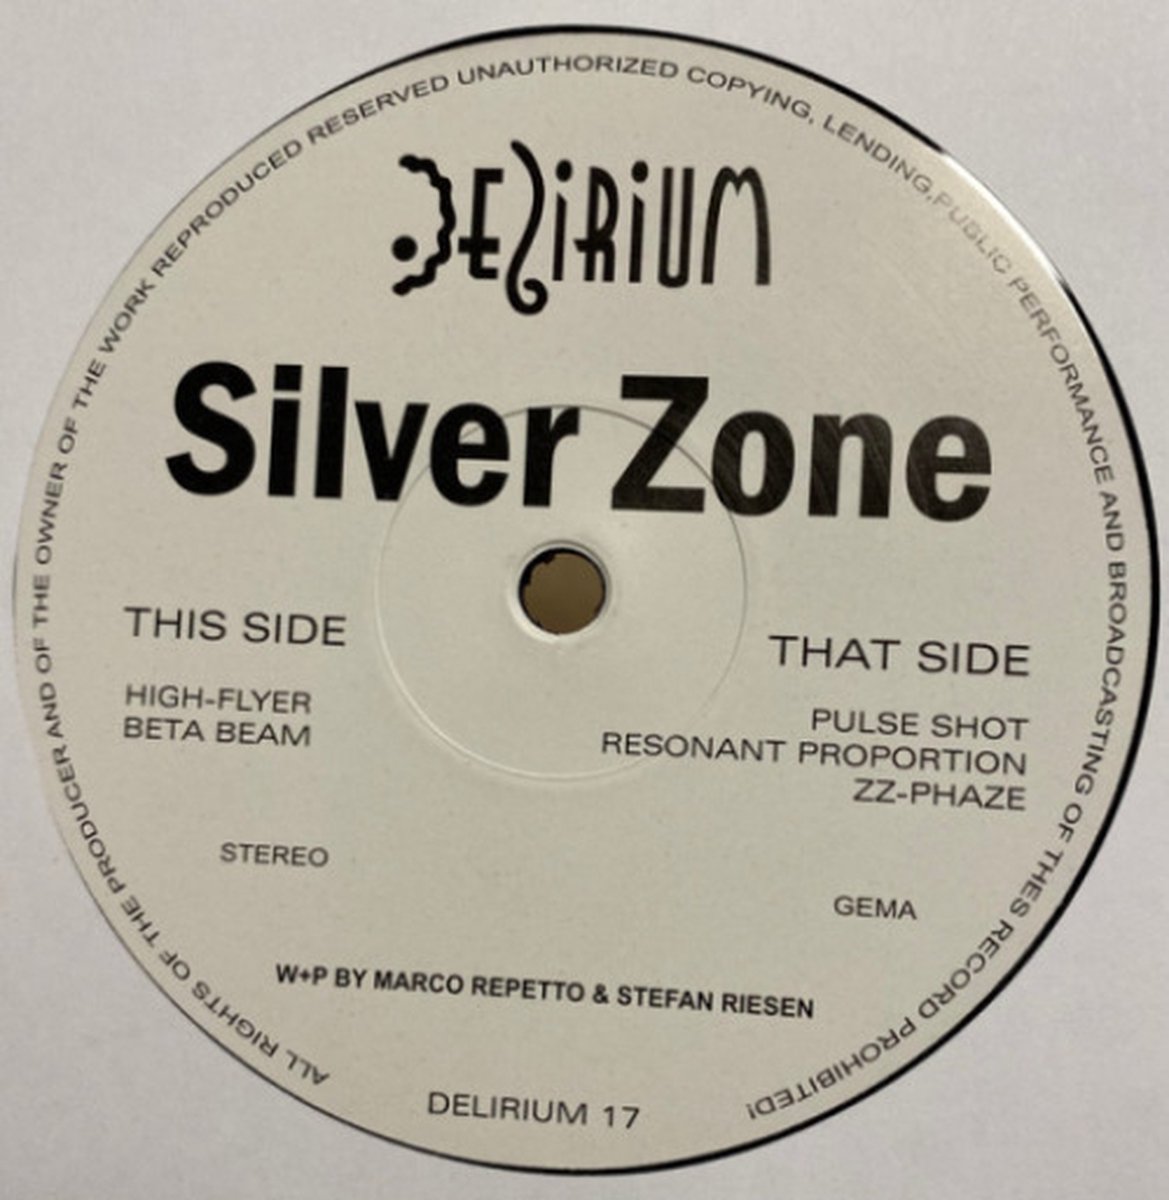 ALL RIGHTS OF THE PRODUCER AND OF THE OWNER OF THE WORK REPRODUCED RESERVED UNAUTHORIZED COPYING, LENDING, PUBLIC PERFORMANCE AND BROADCASTING OF THES RECORD PROHIBITED!
DELIRIUM
Silver Zone
THIS SIDE
HIGH-FLYER
BETA BEAM
STEREO
THAT SIDE
PULSE SHOT
RESONANT PROPORTION
ZZ-PHAZE
GEMA
W+P BY MARCO REPETTO & STEFAN RIESEN
DELIRIUM 17